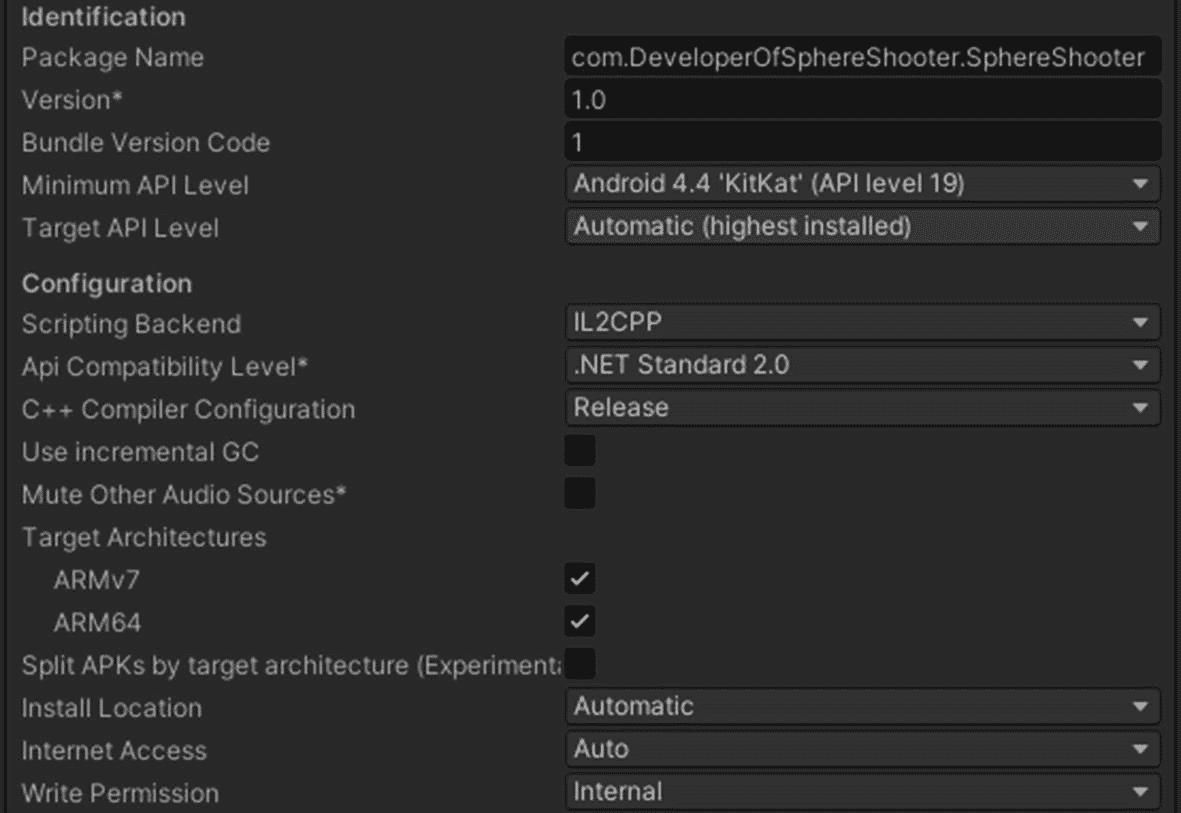 Identification
Package Name com.DeveloperOfSphereShooter.SphereShooter
Version* 1.0
Bundle Version Code 1
Minimum API Level Android 4.4 'KitKat' (API level 19)
Target API Level Automatic (highest installed)
Configuration
Scripting Backend IL2CPP
Api Compatibility Level* .NET Standard 2.0
C++ Compiler Configuration Release
Use incremental GC
Mute Other Audio Sources*
Target Architectures
ARMv7
ARM64
Split APKs by target architecture (Experimenta
Install Location Automatic
Internet Access Auto
Write Permission Internal